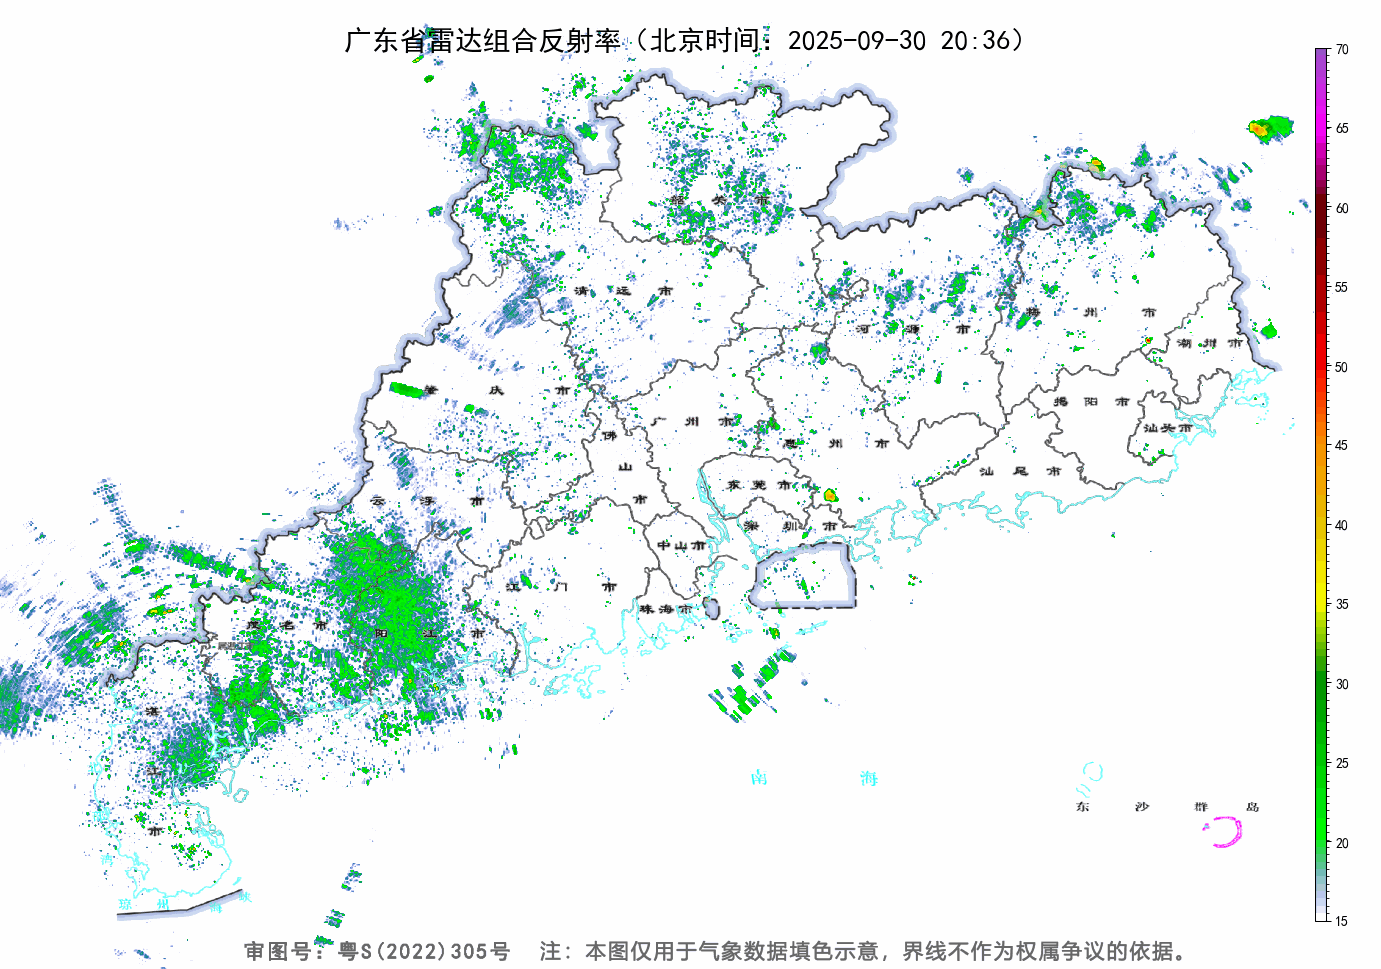 广东省雷达组合反射率（北京时间：2025-09-30 20:36）
70
65
60
55
50
45
40
35
30
25
20
15
韶关市
清远市
河源市
梅州市
潮州市
肇庆市
揭阳市
广州市
佛山市
惠州市
汕头市
汕尾市
东莞市
云浮市
深圳市
中山市
江门市
珠海市
茂名市
阳江市
湛江市
南海
东沙群岛
琼州海峡
审图号：粤S(2022)305号 注：本图仅用于气象数据填色示意，界线不作为权属争议的依据。